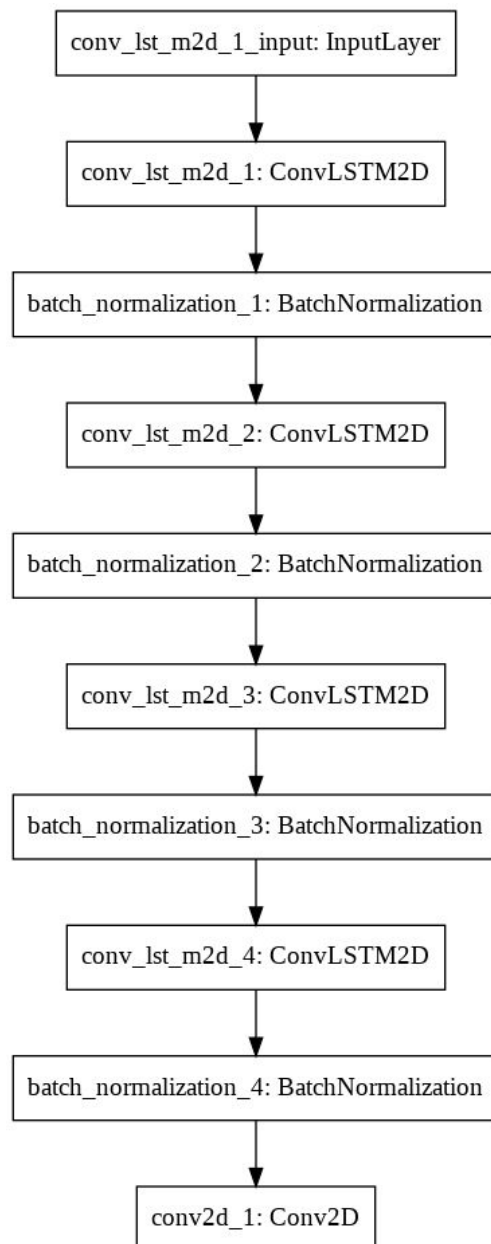 conv_lst_m2d_1_input: InputLayer
conv_lst_m2d_1: ConvLSTM2D
batch_normalization_1: BatchNormalization
conv_lst_m2d_2: ConvLSTM2D
batch_normalization_2: BatchNormalization
conv_lst_m2d_3: ConvLSTM2D
batch_normalization_3: BatchNormalization
conv_lst_m2d_4: ConvLSTM2D
batch_normalization_4: BatchNormalization
conv2d_1: Conv2D